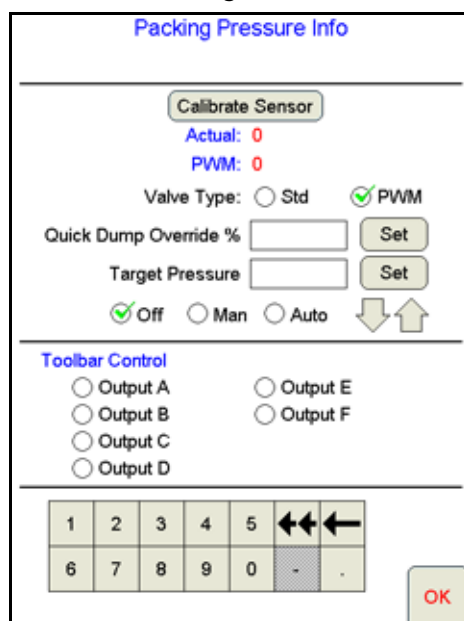 Packing Pressure Info
Calibrate Sensor
Actual: 0
PWM: 0
Valve Type: Std PWM
Quick Dump Override % Set
Target Pressure Set
Off Man Auto
Toolbar Control
Output A Output E
Output B Output F
Output C
Output D
1 2 3 4 5
6 7 8 9 0 - .
OK